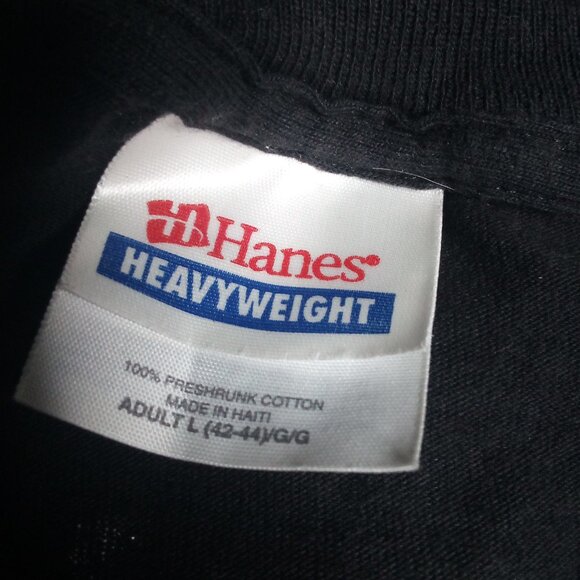 Hanes
HEAVYWEIGHT
100% PRESHRUNK COTTON
MADE IN HAITI
ADULT L (42-44)/G/G